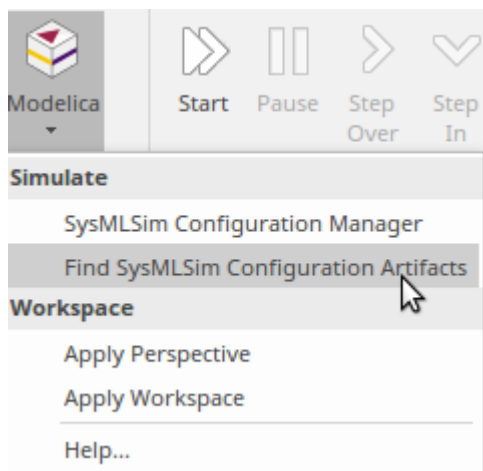 Modelica
Start Pause Step Step
Over In
Simulate
SysMLSim Configuration Manager
Find SysMLSim Configuration Artifacts
Workspace
Apply Perspective
Apply Workspace
Help...